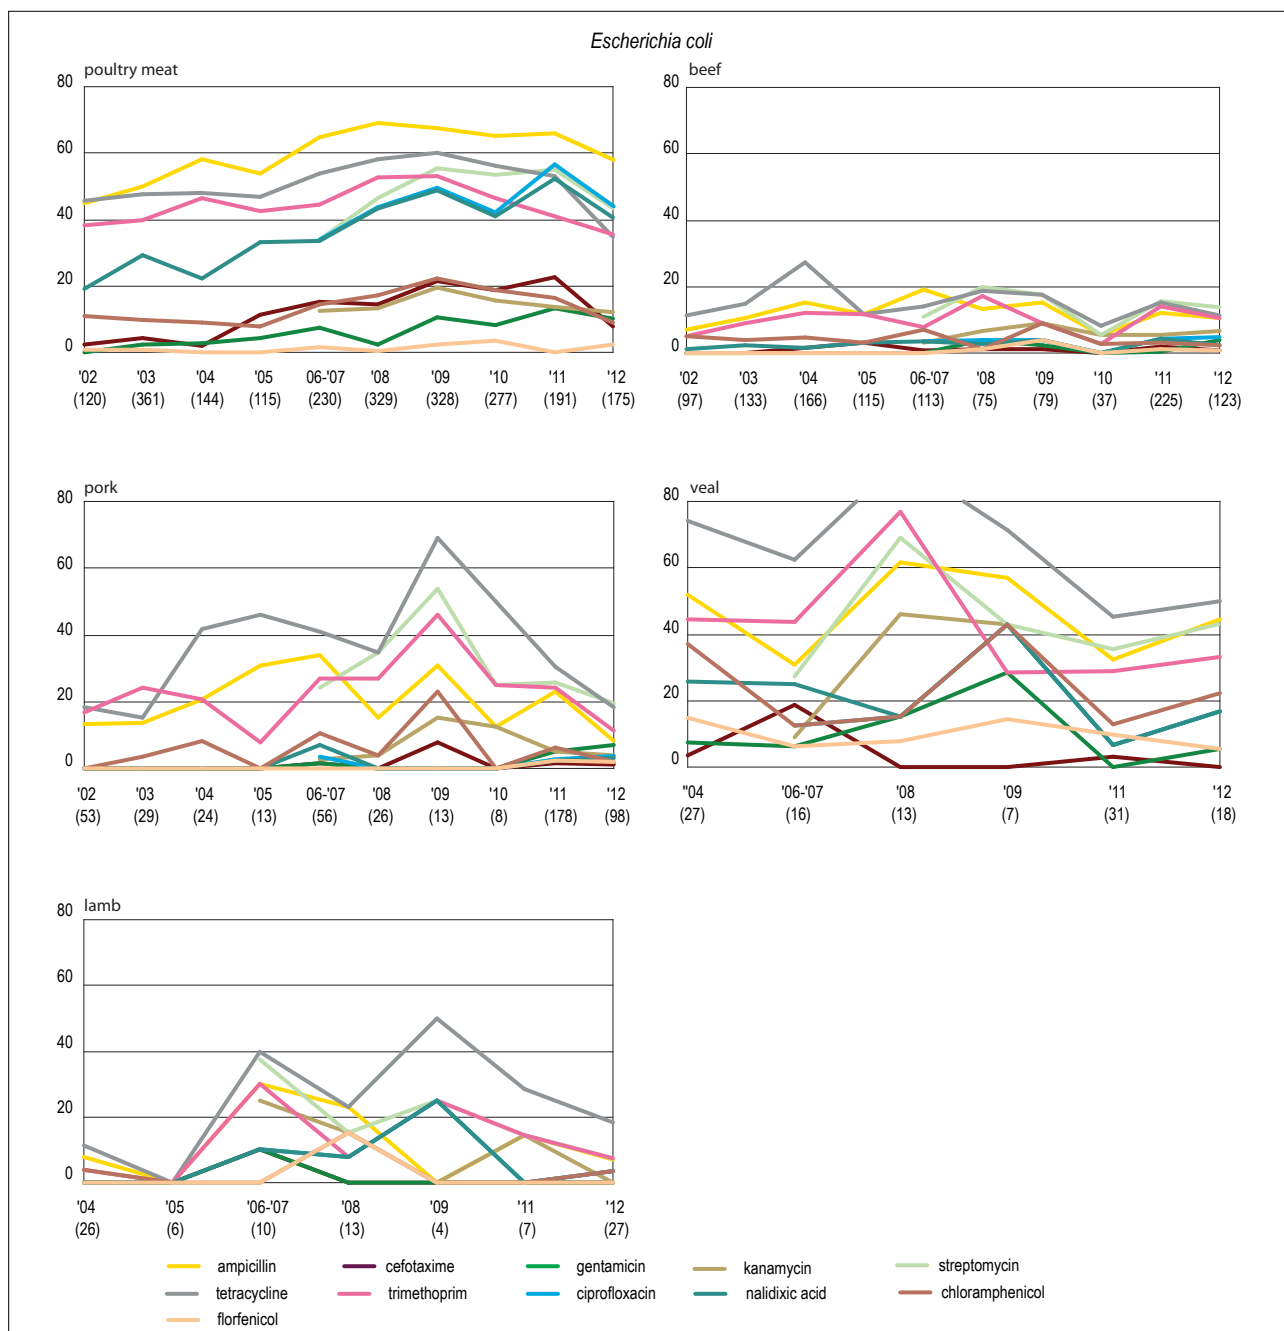 Escherichia coli
poultry meat
80
60
40
20
0
'02 '03 '04 '05 06-'07 '08 '09 '10 '11 '12
(120) (361) (144) (115) (230) (329) (328) (277) (191) (175)
beef
80
60
40
20
0
'02 '03 '04 '05 06-'07 '08 '09 '10 '11 '12
(97) (133) (166) (115) (113) (75) (79) (37) (225) (123)
pork
80
60
40
20
0
'02 '03 '04 '05 06-'07 '08 '09 '10 '11 '12
(53) (29) (24) (13) (56) (26) (13) (8) (178) (98)
veal
80
60
40
20
0
"04 '06-'07 '08 '09 '11 '12
(27) (16) (13) (7) (31) (18)
lamb
80
60
40
20
0
'04 '05 '06-'07 '08 '09 '11 '12
(26) (6) (10) (13) (4) (7) (27)
ampicillin cefotaxime gentamicin kanamycin streptomycin
tetracycline trimethoprim ciprofloxacin nalidixic acid chloramphenicol
florfenicol